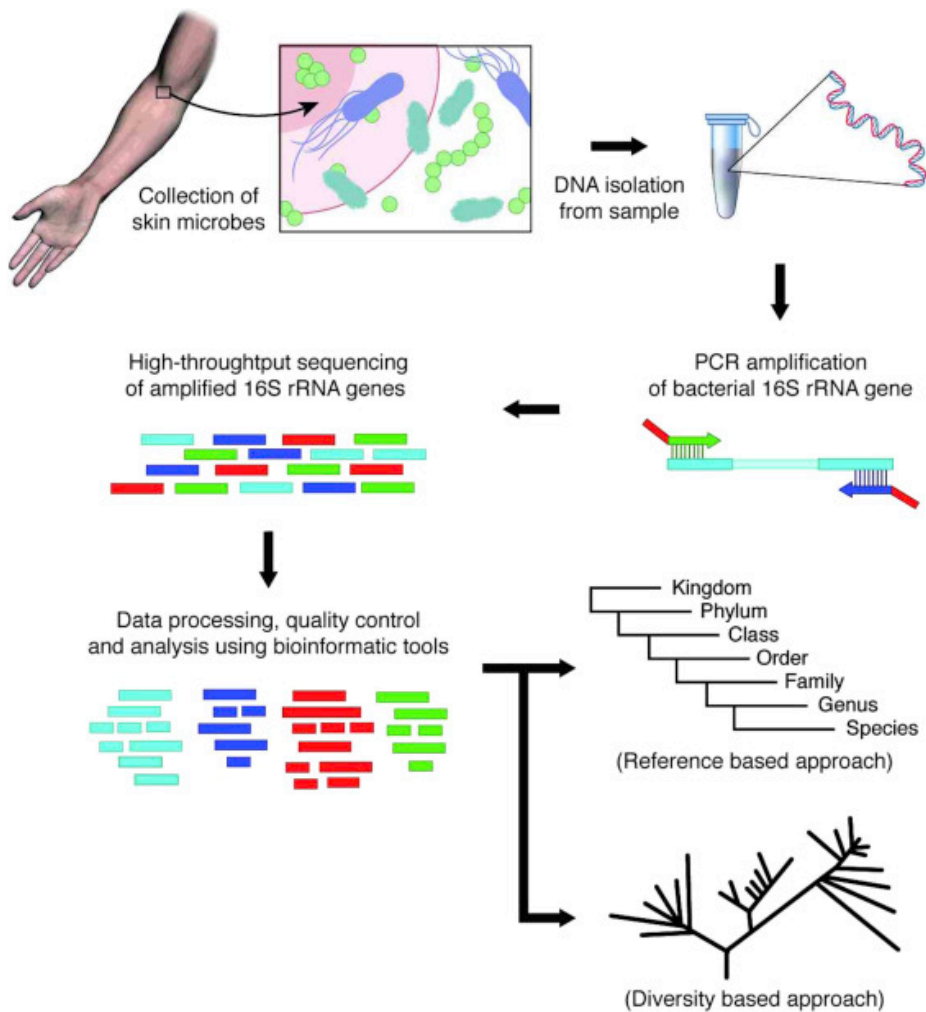 Collection of
skin microbes
DNA isolation
from sample
PCR amplification
of bacterial 16S rRNA gene
High-throughtput sequencing
of amplified 16S rRNA genes
Data processing, quality control
and analysis using bioinformatic tools
Kingdom
Phylum
Class
Order
Family
Genus
Species
(Reference based approach)
(Diversity based approach)